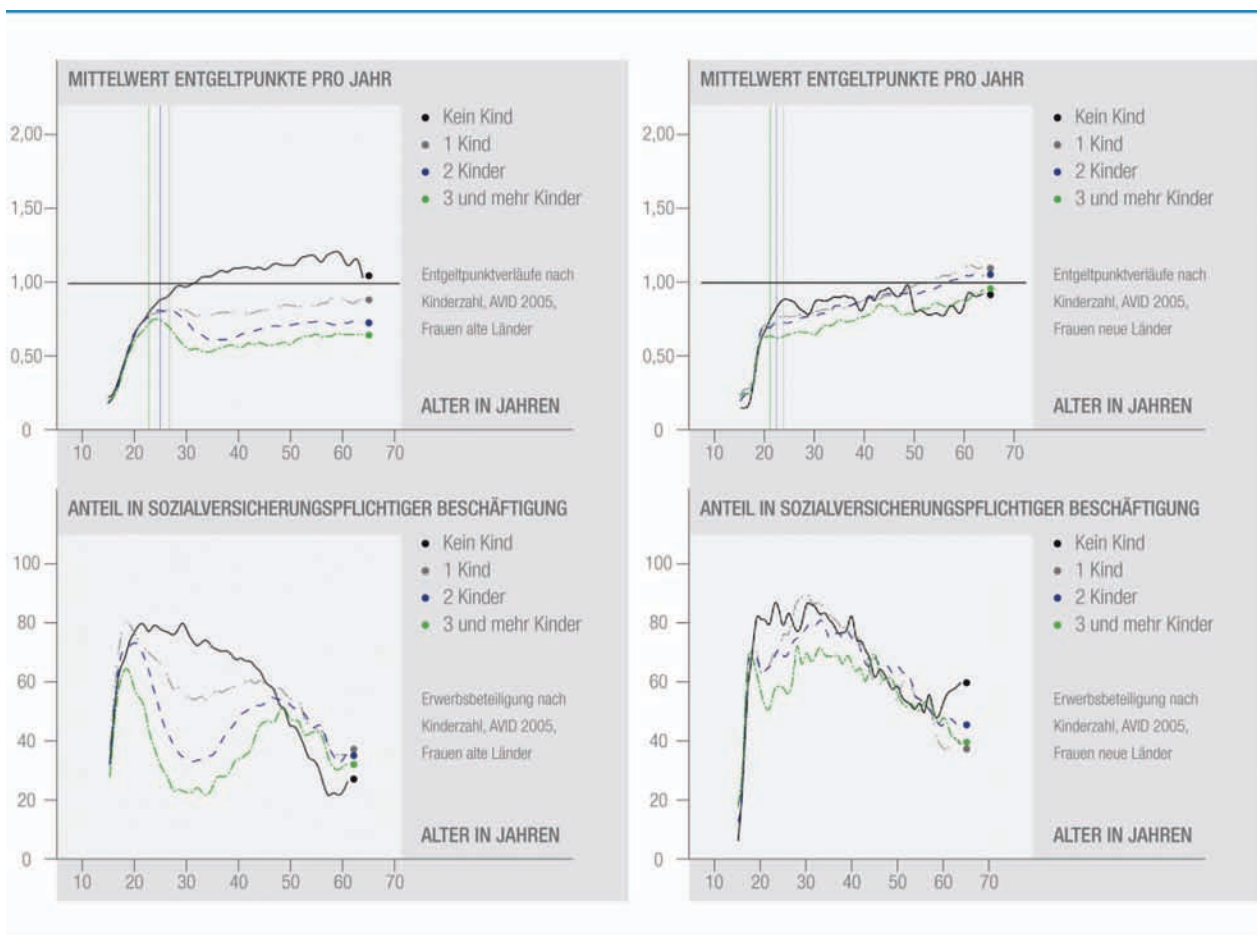 MITTELWERT ENTGELTPUNKTE PRO JAHR
2,00
1,50
1,00
0,50
0
10 20 30 40 50 60 70
Kein Kind
1 Kind
2 Kinder
3 und mehr Kinder
Entgeltpunktverläufe nach
Kinderzahl, AVID 2005,
Frauen alte Länder
ALTER IN JAHREN
MITTELWERT ENTGELTPUNKTE PRO JAHR
2,00
1,50
1,00
0,50
0
10 20 30 40 50 60 70
Kein Kind
1 Kind
2 Kinder
3 und mehr Kinder
Entgeltpunktverläufe nach
Kinderzahl, AVID 2005,
Frauen neue Länder
ALTER IN JAHREN
ANTEIL IN SOZIALVERSICHERUNGSPFLICHTIGER BESCHÄFTIGUNG
100
80
60
40
20
0
10 20 30 40 50 60 70
Kein Kind
1 Kind
2 Kinder
3 und mehr Kinder
Erwerbsbeteiligung nach
Kinderzahl, AVID 2005,
Frauen alte Länder
ALTER IN JAHREN
ANTEIL IN SOZIALVERSICHERUNGSPFLICHTIGER BESCHÄFTIGUNG
100
80
60
40
20
0
10 20 30 40 50 60 70
Kein Kind
1 Kind
2 Kinder
3 und mehr Kinder
Erwerbsbeteiligung nach
Kinderzahl, AVID 2005,
Frauen neue Länder
ALTER IN JAHREN